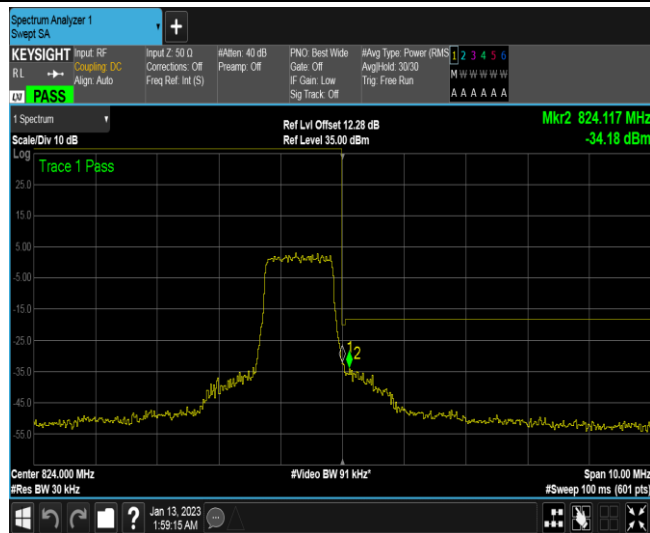 Spectrum Analyzer 1
Swept SA
+
KEYSIGHT
RL
LXI PASS
Input: RF
Coupling: DC
Align: Auto
Input Z: 50 Ω
Corrections: Off
Freq Ref: Int (S)
#Atten: 40 dB
Preamp: Off
PNO: Best Wide
Gate: Off
IF Gain: Low
Sig Track: Off
#Avg Type: Power (RMS
Avg|Hold: 30/30
Trig: Free Run
1 2 3 4 5 6
M W W W W W
A A A A A A
1 Spectrum
Scale/Div 10 dB
Ref Lvl Offset 12.28 dB
Ref Level 35.00 dBm
Mkr2 824.117 MHz
-34.18 dBm
Log
Trace 1 Pass
25.0
15.0
5.00
-5.00
-15.0
-25.0
-35.0
-45.0
-55.0
1
2
Center 824.000 MHz
#Res BW 30 kHz
#Video BW 91 kHz*
Span 10.00 MHz
#Sweep 100 ms (601 pts)
?
Jan 13, 2023
1:59:15 AM